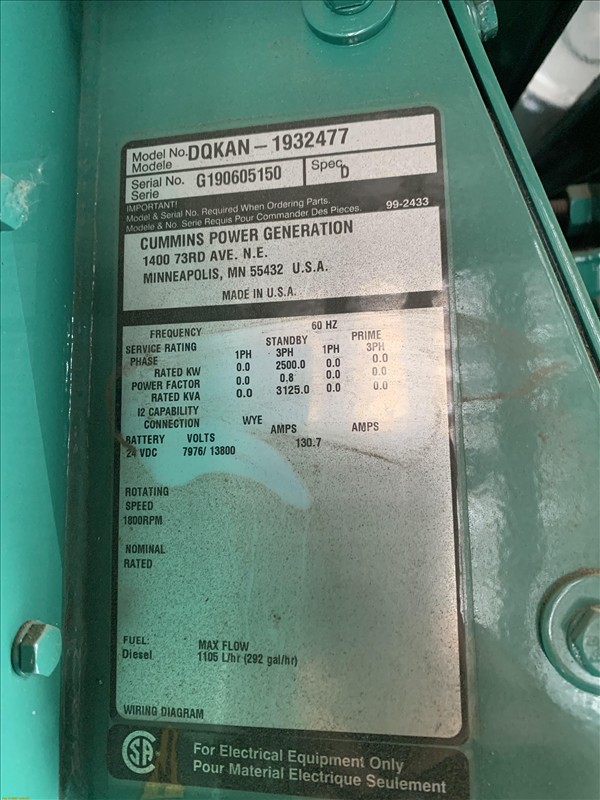 Model No. DQKAN - 1932477
Modele
Serial No. G190605150 Spec. D
Serie
IMPORTANT!
Model & Serial No. Required When Ordering Parts.
Modele & No Serie Requis Pour Commander Des Pieces. 99-2433
CUMMINS POWER GENERATION
1400 73RD AVE. N.E.
MINNEAPOLIS, MN 55432 U.S.A.
MADE IN U.S.A.
FREQUENCY 60 HZ
SERVICE RATING STANDBY PRIME
PHASE 1PH 3PH 1PH 3PH
RATED KW 0.0 2500.0 0.0 0.0
POWER FACTOR 0.0 0.8 0.0 0.0
RATED KVA 0.0 3125.0 0.0 0.0
I2 CAPABILITY
CONNECTION WYE
BATTERY VOLTS AMPS AMPS
24 VDC 7976/ 13800 130.7
ROTATING
SPEED
1800RPM
NOMINAL
RATED
FUEL: MAX FLOW
Diesel 1105 L/hr (292 gal/hr)
WIRING DIAGRAM
SA For Electrical Equipment Only
Pour Material Electrique Seulement